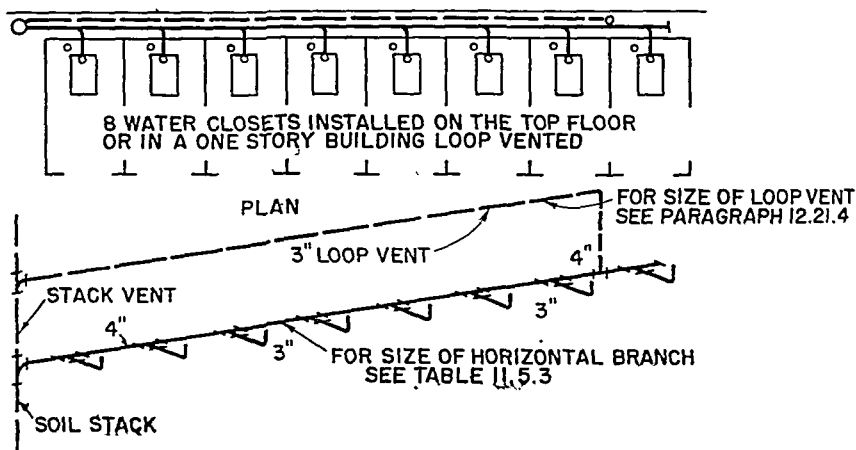 8 WATER CLOSETS INSTALLED ON THE TOP FLOOR
OR IN A ONE STORY BUILDING LOOP VENTED
PLAN
FOR SIZE OF LOOP VENT
SEE PARAGRAPH 12.21.4
3" LOOP VENT
4"
STACK VENT
4"
3"
3"
FOR SIZE OF HORIZONTAL BRANCH
SEE TABLE 11.5.3
SOIL STACK